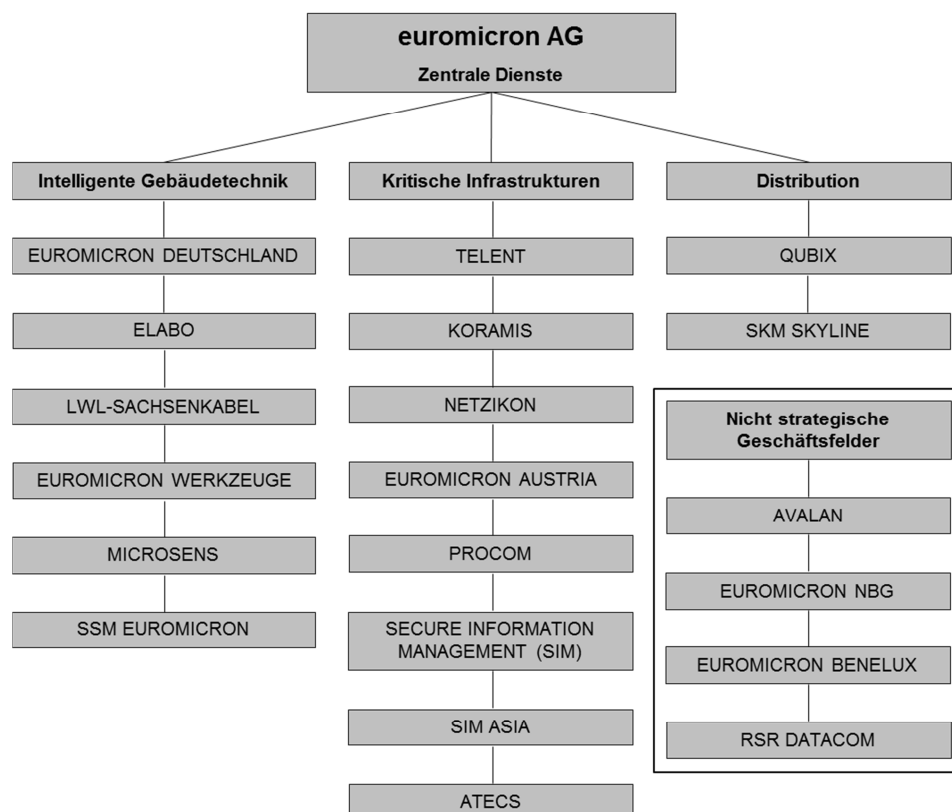 euromicron AG
Zentrale Dienste
Intelligente Gebäudetechnik
EUROMICRON DEUTSCHLAND
ELABO
LWL-SACHSENKABEL
EUROMICRON WERKZEUGE
MICROSENS
SSM EUROMICRON
Kritische Infrastrukturen
TELENT
KORAMIS
NETZIKON
EUROMICRON AUSTRIA
PROCOM
SECURE INFORMATION
MANAGEMENT (SIM)
SIM ASIA
ATECS
Distribution
QUBIX
SKM SKYLINE
Nicht strategische
Geschäftsfelder
AVALAN
EUROMICRON NBG
EUROMICRON BENELUX
RSR DATACOM